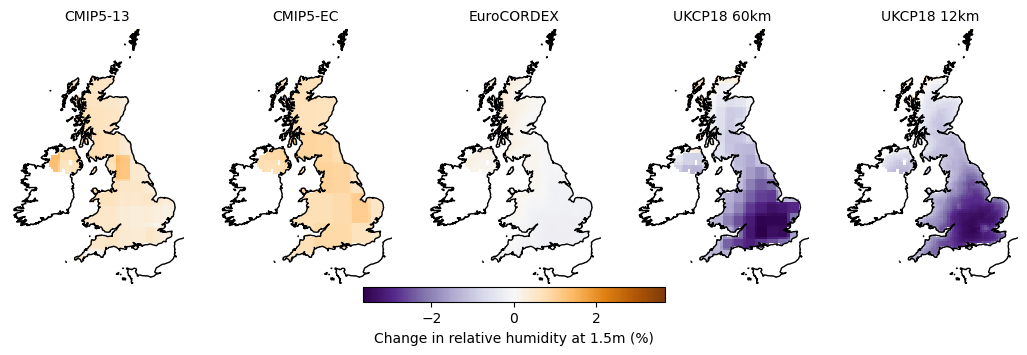 CMIP5-13 CMIP5-EC EuroCORDEX UKCP18 60km UKCP18 12km
−2 0 2
Change in relative humidity at 1.5m (%)